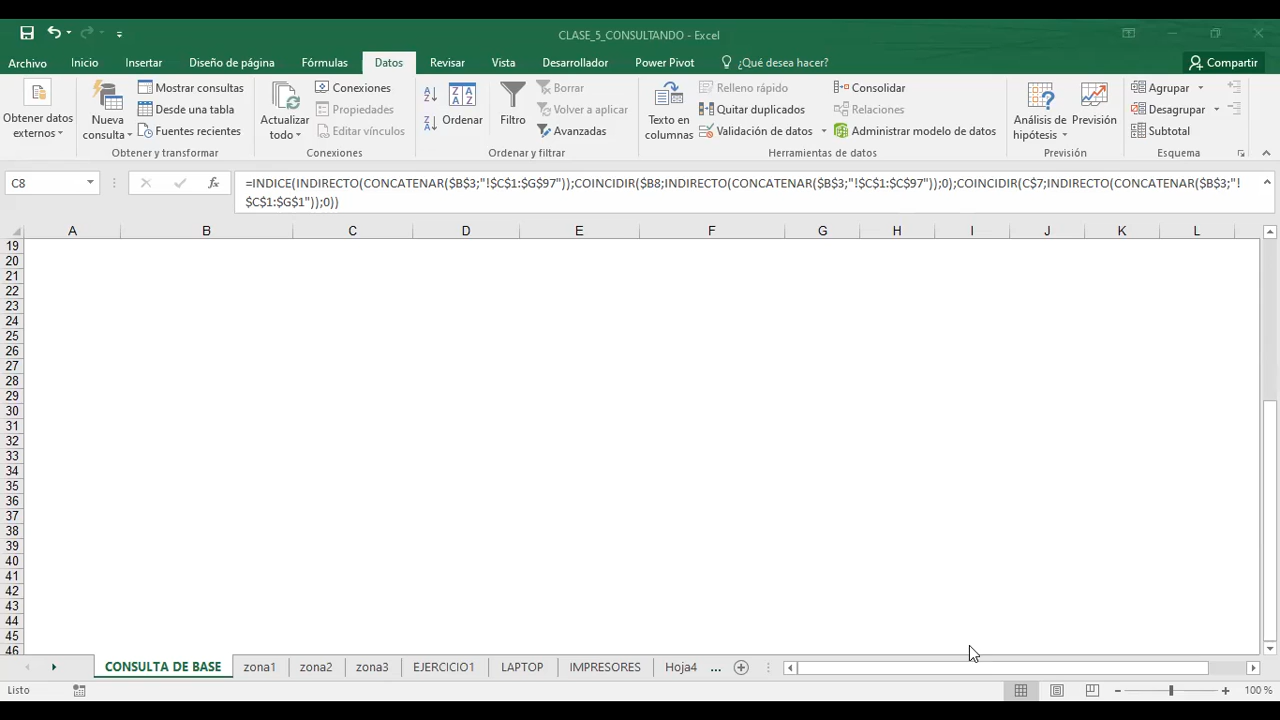 CLASE_5_CONSULTANDO - Excel
Archivo Inicio Insertar Diseño de página Fórmulas Datos Revisar Vista Desarrollador Power Pivot ¿Qué desea hacer? Compartir
Obtener datos externos
Nueva consulta
Mostrar consultas
Desde una tabla
Fuentes recientes
Obtener y transformar
Actualizar todo
Conexiones
Propiedades
Editar vínculos
Conexiones
Ordenar
Filtro
Borrar
Volver a aplicar
Avanzadas
Ordenar y filtrar
Texto en columnas
Relleno rápido
Quitar duplicados
Validación de datos
Consolidar
Relaciones
Administrar modelo de datos
Herramientas de datos
Análisis de hipótesis
Previsión
Previsión
Agrupar
Desagrupar
Subtotal
Esquema
C8
fx
=INDICE(INDIRECTO(CONCATENAR($B$3;"!$C$1:$G$97"));COINCIDIR($B8;INDIRECTO(CONCATENAR($B$3;"!$C$1:$C$97"));0);COINCIDIR(C$7;INDIRECTO(CONCATENAR($B$3;"!
$C$1:$G$1"));0))
A B C D E F G H I J K L
19
20
21
22
23
24
25
26
27
28
29
30
31
32
33
34
35
36
37
38
39
40
41
42
43
44
45
46
CONSULTA DE BASE zona1 zona2 zona3 EJERCICIO1 LAPTOP IMPRESORES Hoja4 ...
Listo
100 %